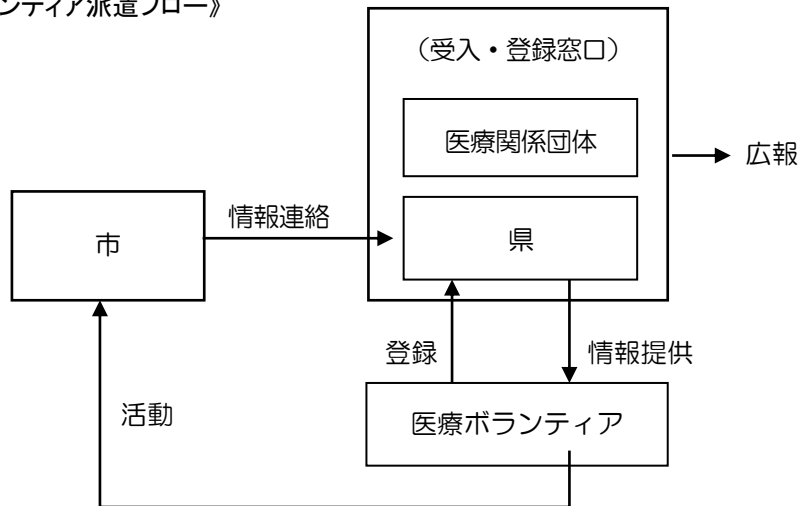 ンティア派遣フロー》
（受入・登録窓口）
医療関係団体
広報
情報連絡
市
県
登録
情報提供
活動
医療ボランティア